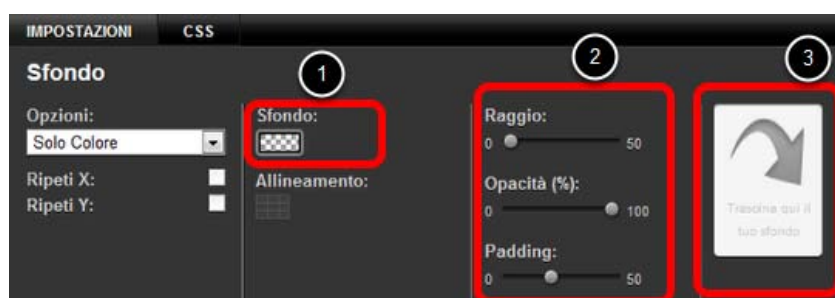 IMPOSTAZIONI CSS
Sfondo
1
2
3
Opzioni:
Solo Colore
Ripeti X:
Ripeti Y:
Sfondo:
Allineamento:
Raggio:
0 50
Opacità (%):
0 100
Padding:
0 50
Trascina qui il
tuo sfondo